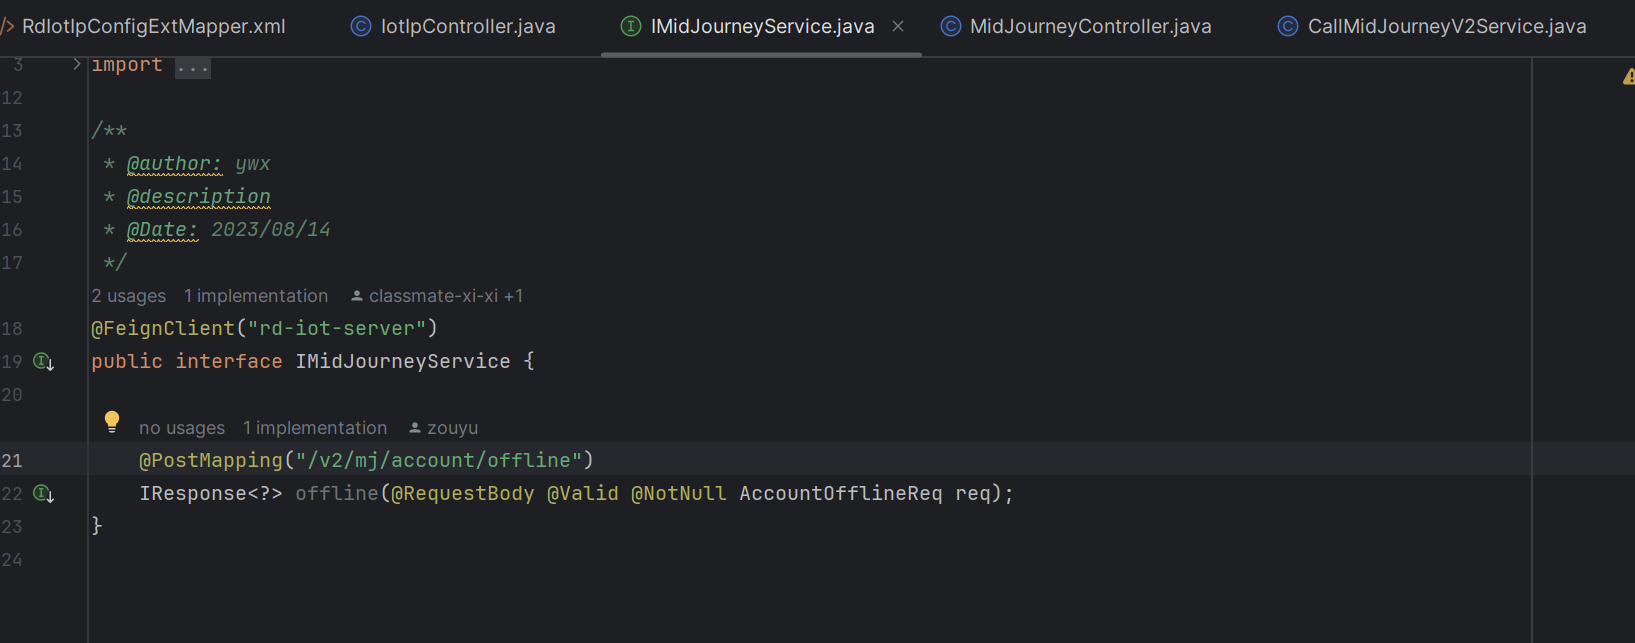 RdIotIpConfigExtMapper.xml IotIpController.java IMidJourneyService.java MidJourneyController.java CallMidJourneyV2Service.java
3 import ...
12
13 /**
14 * @author: ywx
15 * @description
16 * @Date: 2023/08/14
17 */
2 usages 1 implementation classmate-xi-xi +1
18 @FeignClient("rd-iot-server")
19 public interface IMidJourneyService {
20
no usages 1 implementation zouyu
21 @PostMapping("/v2/mj/account/offline")
22 IResponse<?> offline(@RequestBody @Valid @NotNull AccountOfflineReq req);
23 }
24